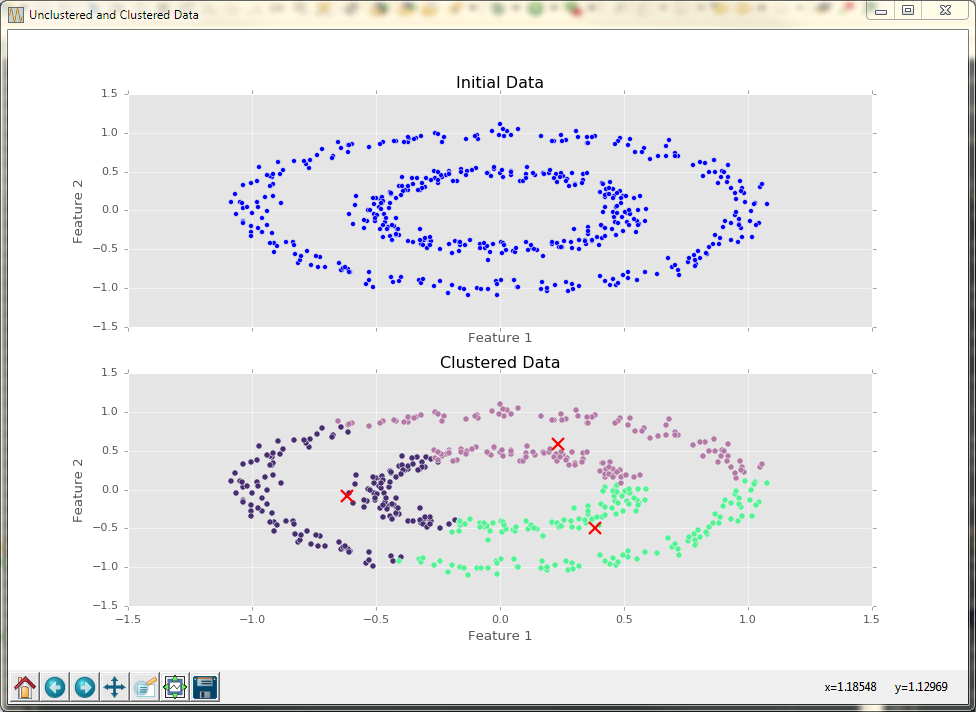 Unclustered and Clustered Data
Initial Data
1.5
1.0
0.5
0.0
−0.5
−1.0
−1.5
Feature 2
Feature 1
Clustered Data
1.5
1.0
0.5
0.0
−0.5
−1.0
−1.5
Feature 2
−1.5 −1.0 −0.5 0.0 0.5 1.0 1.5
Feature 1
x=1.18548 y=1.12969